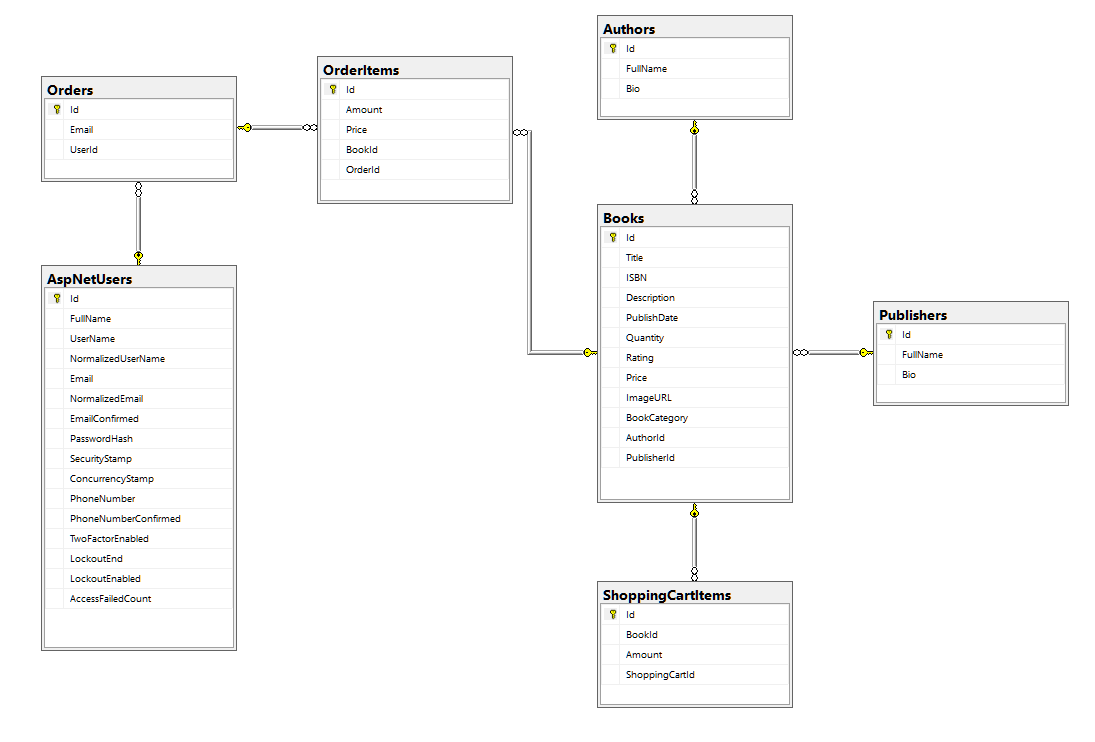 Orders
Id
Email
UserId
OrderItems
Id
Amount
Price
BookId
OrderId
Authors
Id
FullName
Bio
AspNetUsers
Id
FullName
UserName
NormalizedUserName
Email
NormalizedEmail
EmailConfirmed
PasswordHash
SecurityStamp
ConcurrencyStamp
PhoneNumber
PhoneNumberConfirmed
TwoFactorEnabled
LockoutEnd
LockoutEnabled
AccessFailedCount
Books
Id
Title
ISBN
Description
PublishDate
Quantity
Rating
Price
ImageURL
BookCategory
AuthorId
PublisherId
Publishers
Id
FullName
Bio
ShoppingCartItems
Id
BookId
Amount
ShoppingCartId